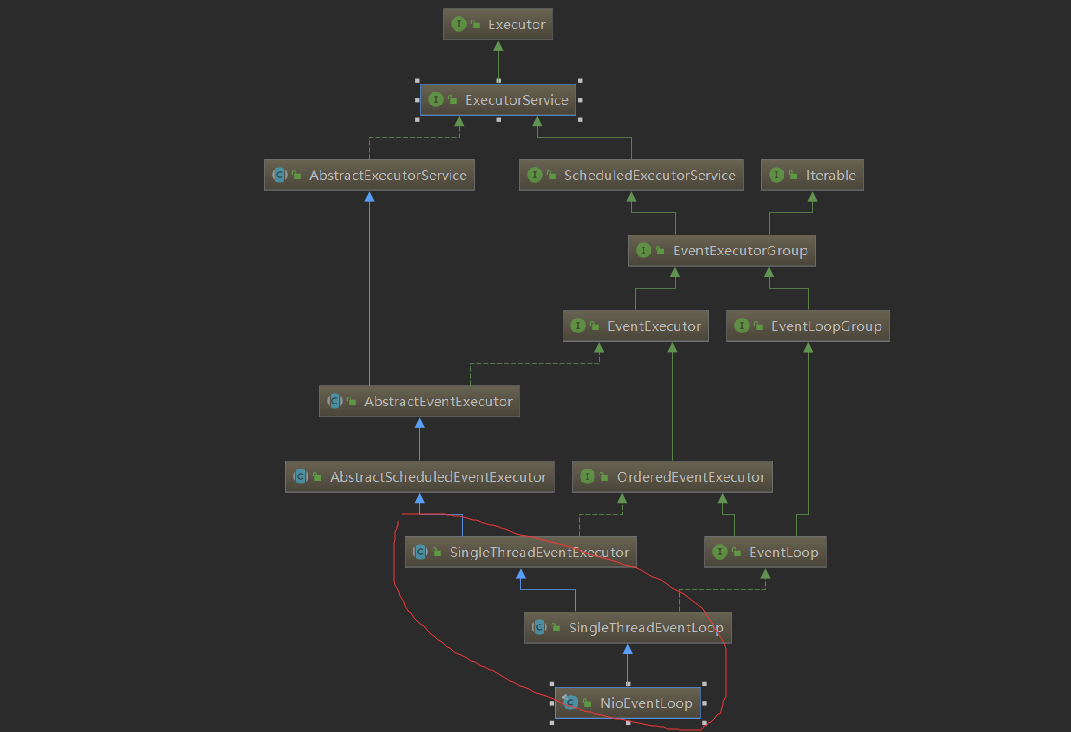 Executor
ExecutorService
AbstractExecutorService
ScheduledExecutorService
Iterable
EventExecutorGroup
EventExecutor
EventLoopGroup
AbstractEventExecutor
AbstractScheduledEventExecutor
OrderedEventExecutor
SingleThreadEventExecutor
EventLoop
SingleThreadEventLoop
NioEventLoop